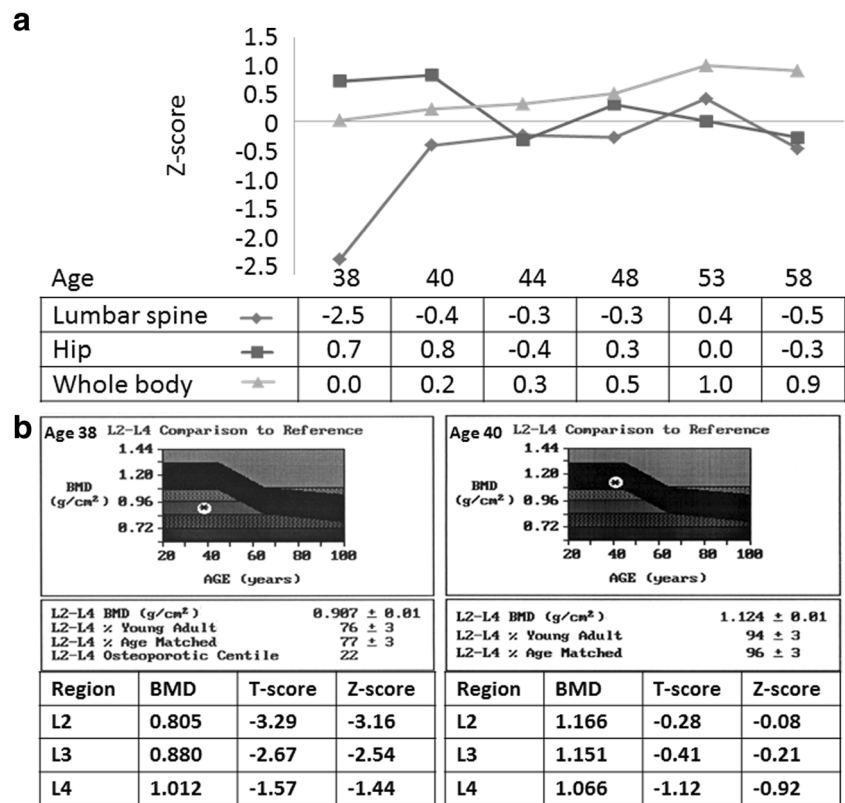 a
1.5
1.0
0.5
0
-0.5
-1.0
-1.5
-2.0
-2.5
Z-score
Age 38 40 44 48 53 58
Lumbar spine -2.5 -0.4 -0.3 -0.3 0.4 -0.5
Hip 0.7 0.8 -0.4 0.3 0.0 -0.3
Whole body 0.0 0.2 0.3 0.5 1.0 0.9
b
Age 38 L2-L4 Comparison to Reference
1.44
1.20
BMD
(g/cm²) 0.96
0.72
20 40 60 80 100
AGE (years)
L2-L4 BMD (g/cm²) 0.907 ± 0.01
L2-L4 % Young Adult 76 ± 3
L2-L4 % Age Matched 77 ± 3
L2-L4 Osteoporotic Centile 22
Region BMD T-score Z-score
L2 0.805 -3.29 -3.16
L3 0.880 -2.67 -2.54
L4 1.012 -1.57 -1.44
Age 40 L2-L4 Comparison to Reference
1.44
1.20
BMD
(g/cm²) 0.96
0.72
20 40 60 80 100
AGE (years)
L2-L4 BMD (g/cm²) 1.124 ± 0.01
L2-L4 % Young Adult 94 ± 3
L2-L4 % Age Matched 96 ± 3
Region BMD T-score Z-score
L2 1.166 -0.28 -0.08
L3 1.151 -0.41 -0.21
L4 1.066 -1.12 -0.92